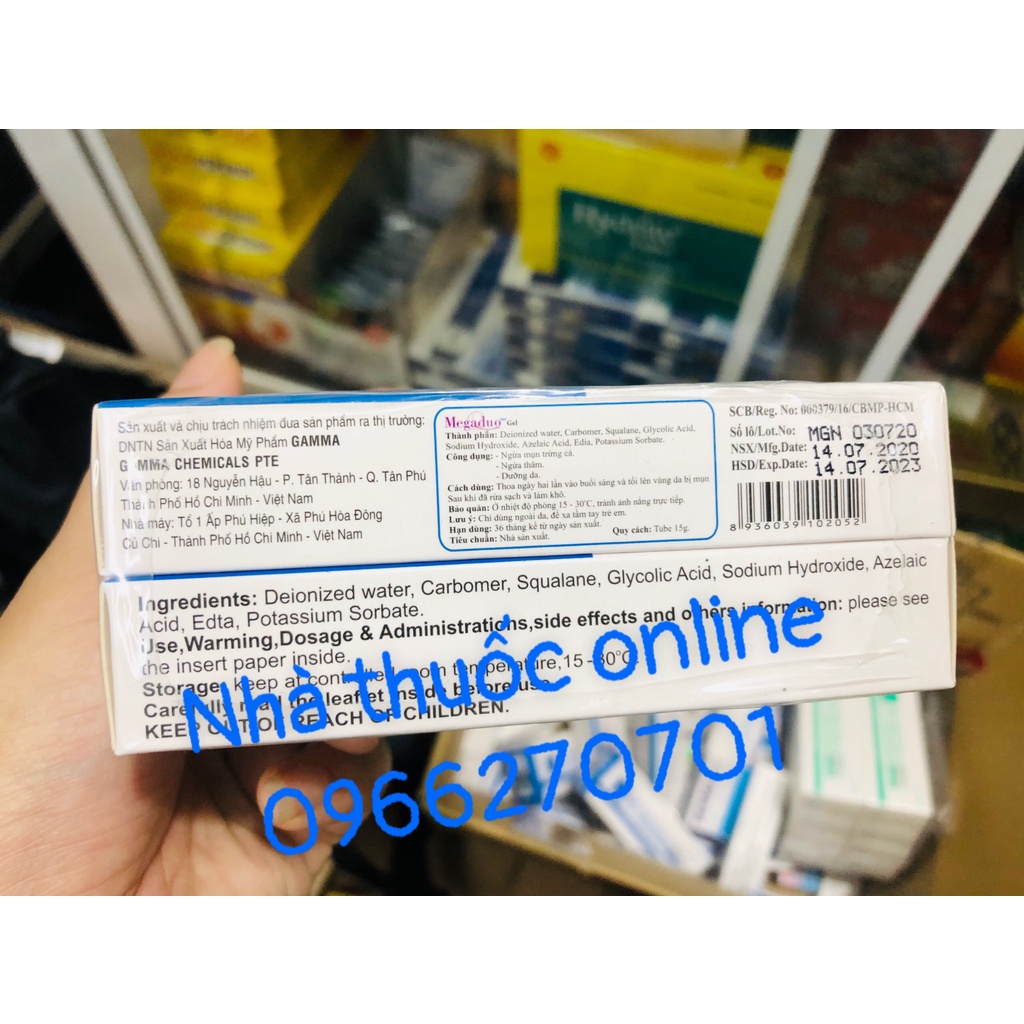 Sản xuất và chịu trách nhiệm đưa sản phẩm ra thị trường:
DNTN Sản Xuất Hóa Mỹ Phẩm GAMMA
GAMMA CHEMICALS PTE
Văn phòng: 18 Nguyễn Hậu - P. Tân Thành - Q. Tân Phú
Thành Phố Hồ Chí Minh - Việt Nam
Nhà máy: Tổ 1 Ấp Phú Hiệp - Xã Phú Hòa Đông
Củ Chi - Thành Phố Hồ Chí Minh - Việt Nam
Megaduo™ Gel
Thành phần: Deionized water, Carbomer, Squalane, Glycolic Acid,
Sodium Hydroxide, Azelaic Acid, Edta, Potassium Sorbate.
Công dụng: - Ngừa mụn trứng cá.
- Ngừa thâm.
- Dưỡng da.
Cách dùng: Thoa ngày hai lần vào buổi sáng và tối lên vùng da bị mụn
Sau khi đã rửa sạch và làm khô.
Bảo quản: Ở nhiệt độ phòng 15 - 30°C, tránh ánh nắng trực tiếp.
Lưu ý: Chỉ dùng ngoài da, để xa tầm tay trẻ em.
Hạn dùng: 36 tháng kể từ ngày sản xuất.
Tiêu chuẩn: Nhà sản xuất.
Quy cách: Tube 15g.
SCB/Reg. No: 000379/16/CBMP-HCM
Số lô/Lot.No: MGN 030720
NSX/Mfg.Date: 14.07.2020
HSD/Exp.Date: 14.07.2023
8 936039 102052
Ingredients: Deionized water, Carbomer, Squalane, Glycolic Acid, Sodium Hydroxide, Azelaic
Acid, Edta, Potassium Sorbate.
Use,Warming,Dosage & Administrations,side effects and others information: please see
the insert paper inside.
Storage: Keep at controlled room temperature,15-30°C.
Carefully read the leaflet inside before use
KEEP OUT OF REACH OF CHILDREN.
Nhà thuốc online
0966270701